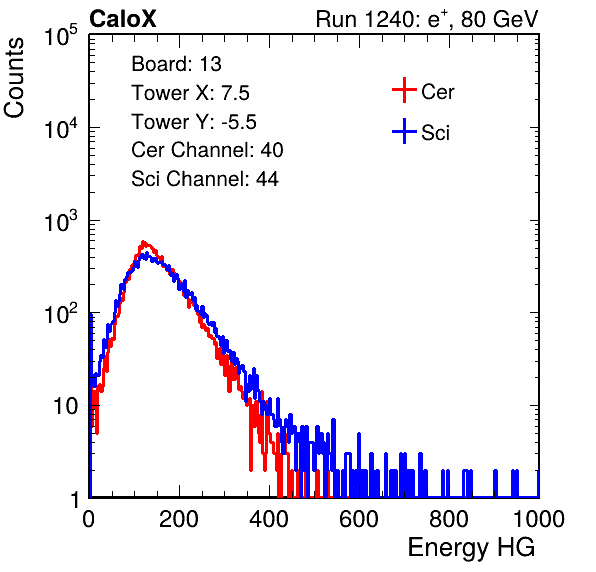 CaloX Run 1240: e⁺, 80 GeV
Counts
Board: 13
Tower X: 7.5
Tower Y: -5.5
Cer Channel: 40
Sci Channel: 44
Cer
Sci
10⁵
10⁴
10³
10²
10
1
0 200 400 600 800 1000
Energy HG